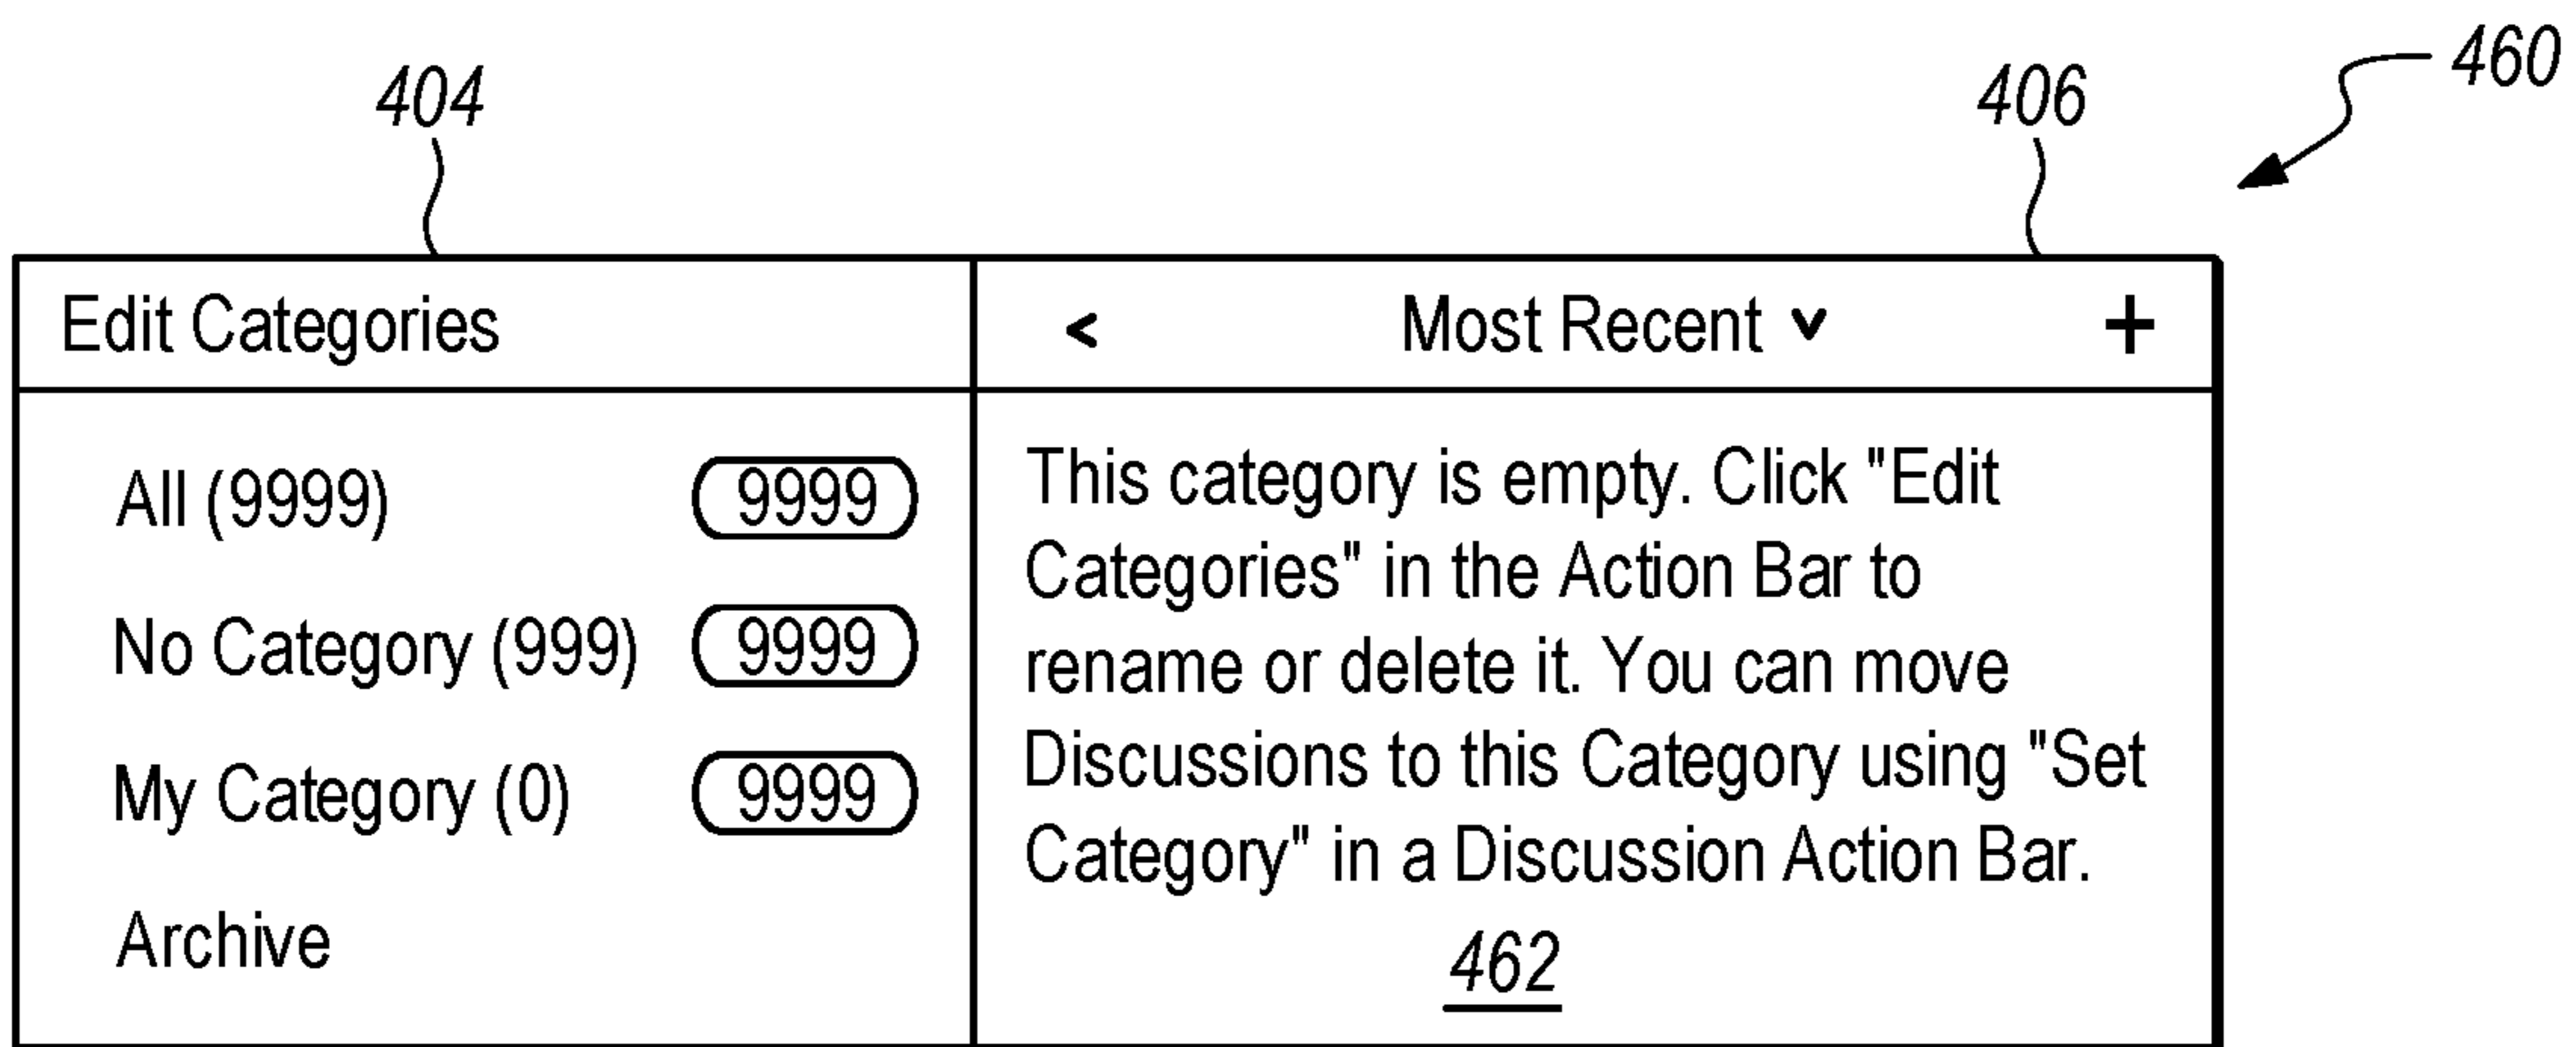 460
404
406
Edit Categories
< Most Recent v +
All (9999) 9999
No Category (999) 9999
My Category (0) 9999
Archive
This category is empty. Click "Edit
Categories" in the Action Bar to
rename or delete it. You can move
Discussions to this Category using "Set
Category" in a Discussion Action Bar.
462